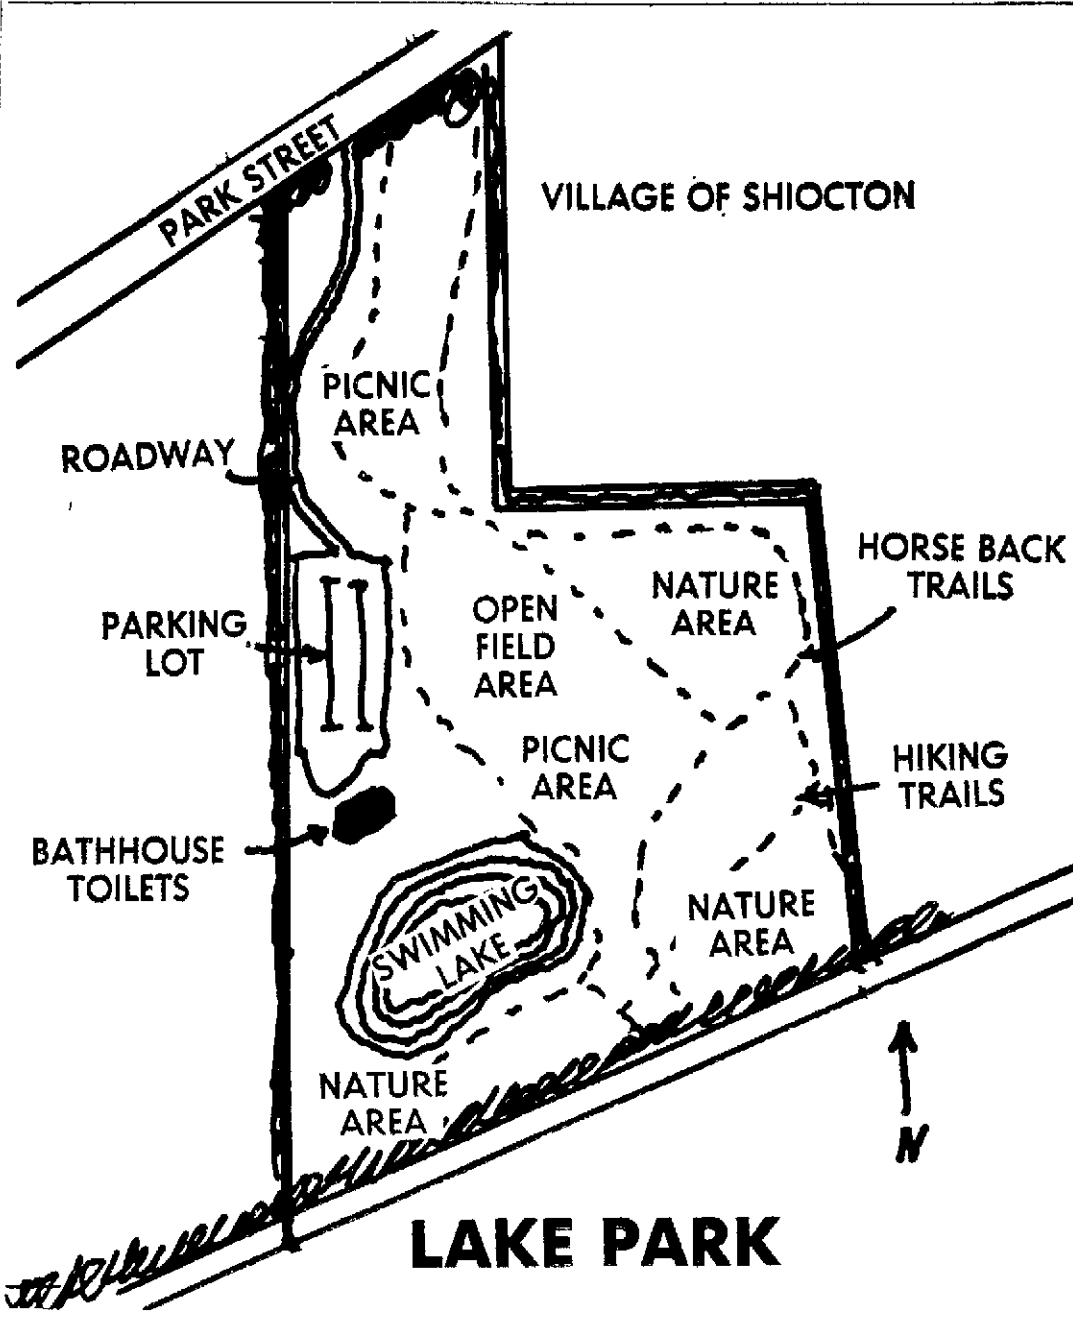 PARK STREET
VILLAGE OF SHIOCTON
PICNIC
AREA
ROADWAY
HORSE BACK
TRAILS
NATURE
AREA
OPEN
FIELD
AREA
PARKING
LOT
PICNIC
AREA
HIKING
TRAILS
BATHHOUSE
TOILETS
NATURE
AREA
SWIMMING
LAKE
NATURE
AREA
N
LAKE PARK